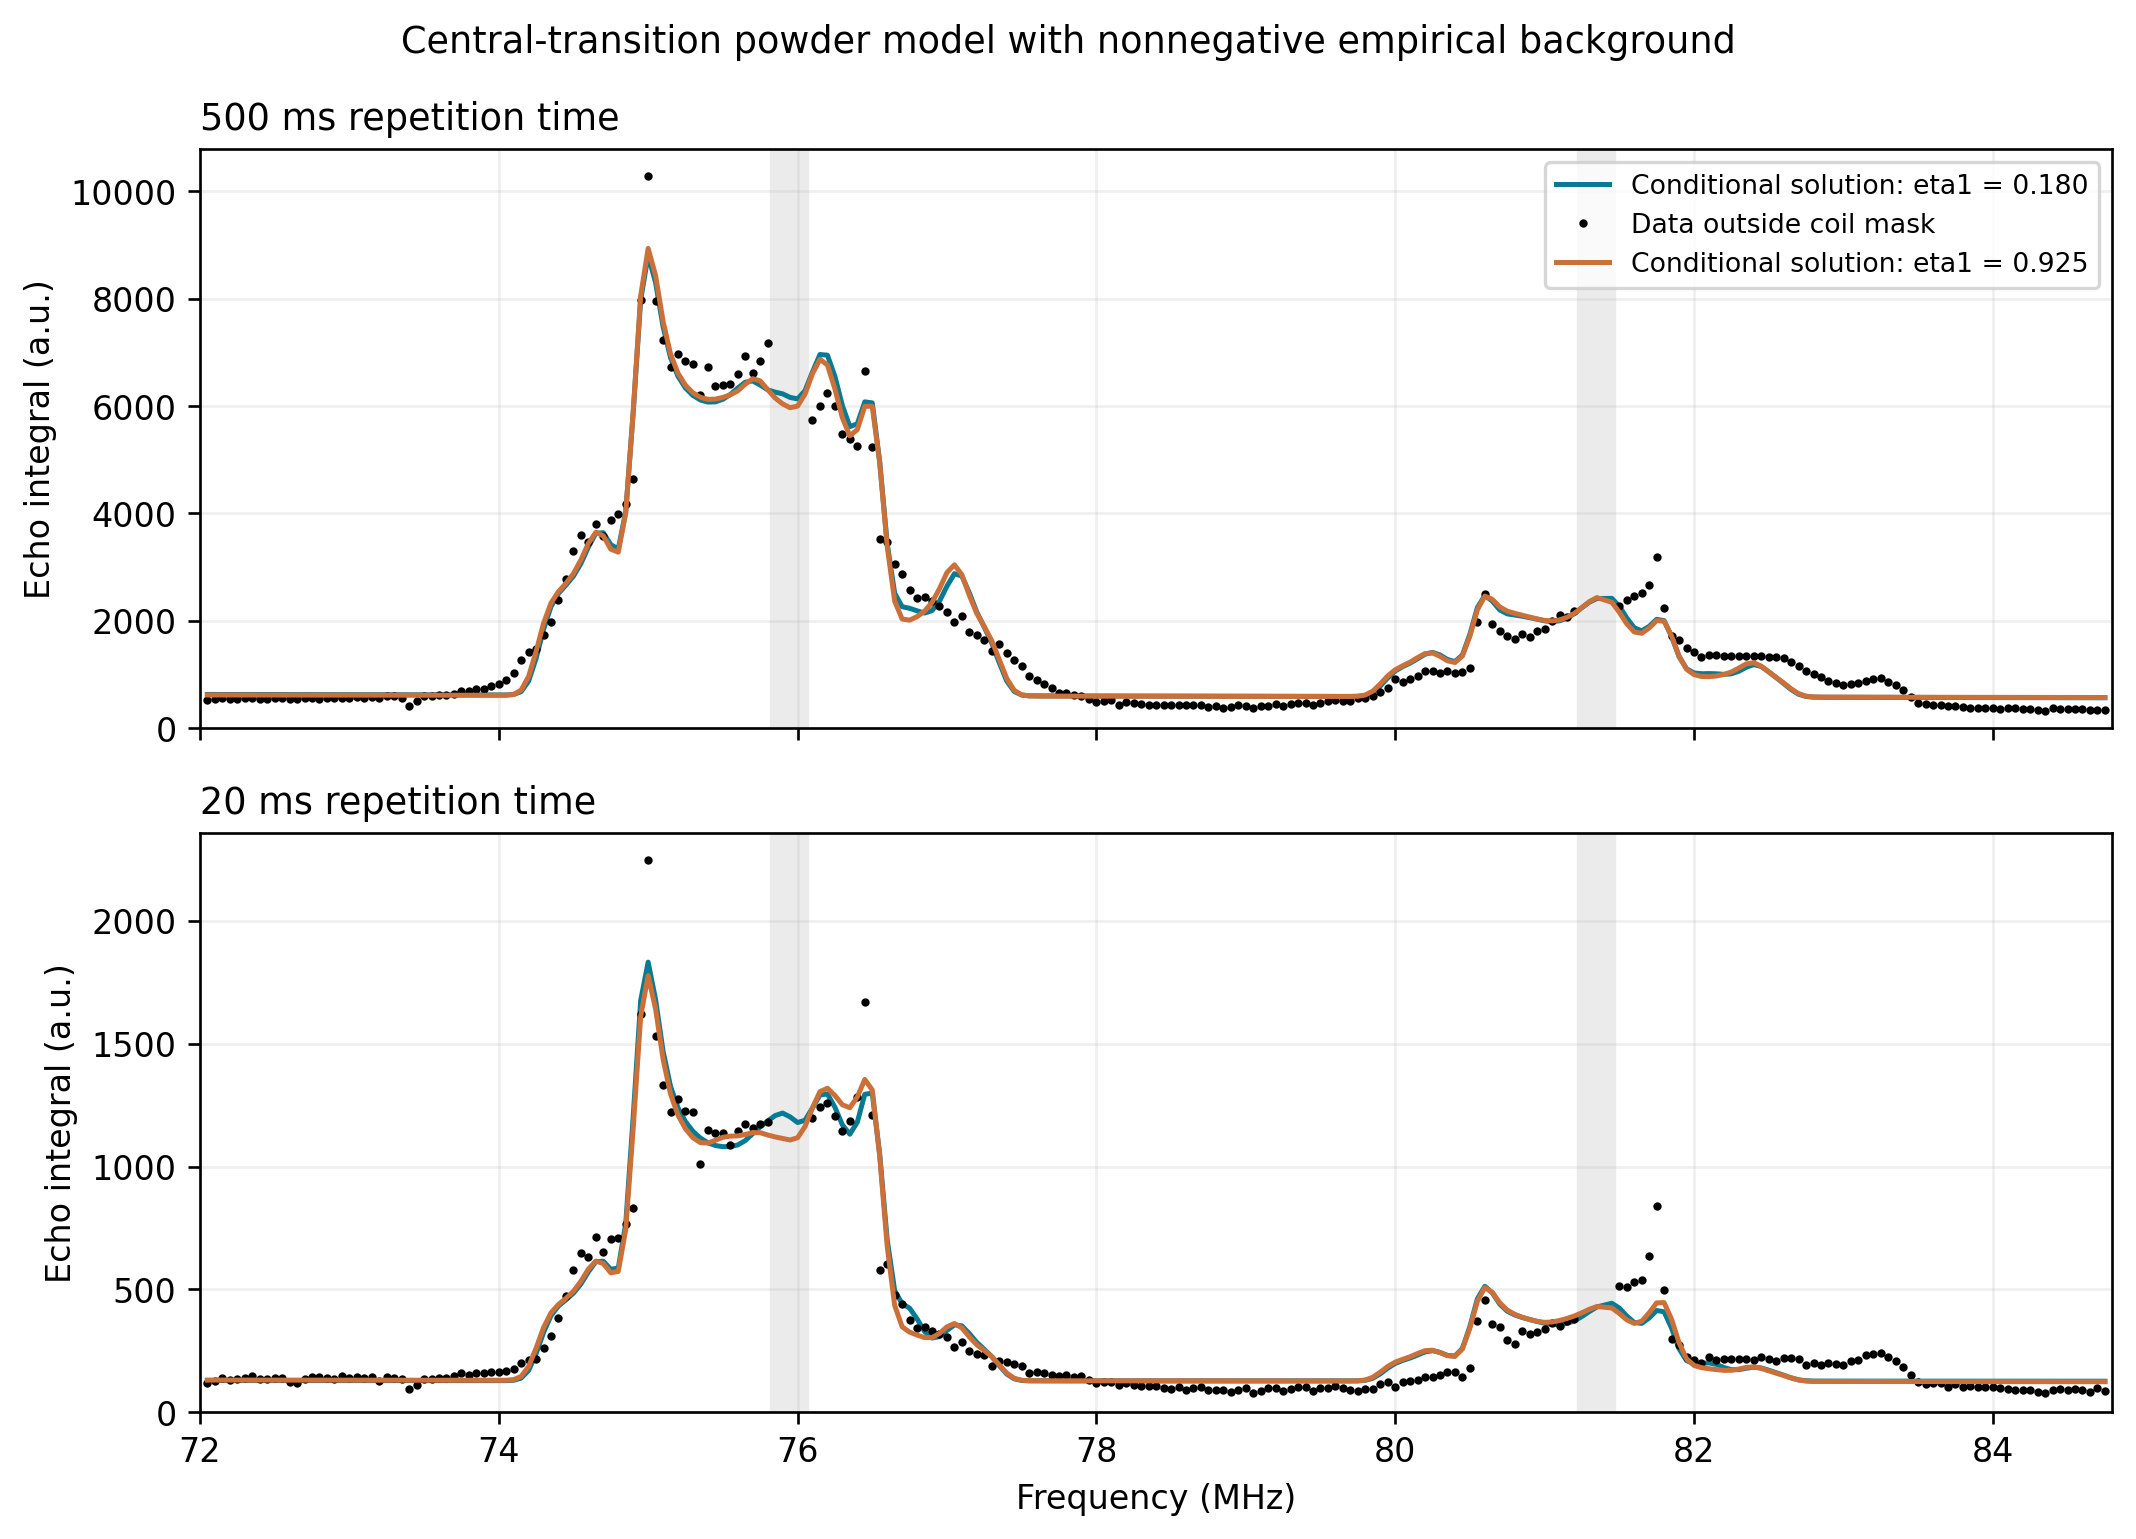 Central-transition powder model with nonnegative empirical background
500 ms repetition time
10000
8000
6000
4000
2000
0
Echo integral (a.u.)
Conditional solution: eta1 = 0.180
Data outside coil mask
Conditional solution: eta1 = 0.925
20 ms repetition time
2000
1500
1000
500
0
Echo integral (a.u.)
72 74 76 78 80 82 84
Frequency (MHz)